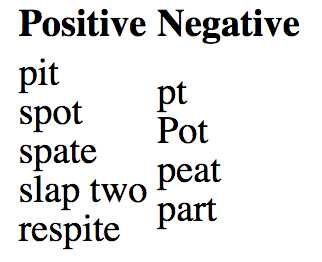 Positive Negative
pit
spot
spate
slap two
respite
pt
Pot
peat
part